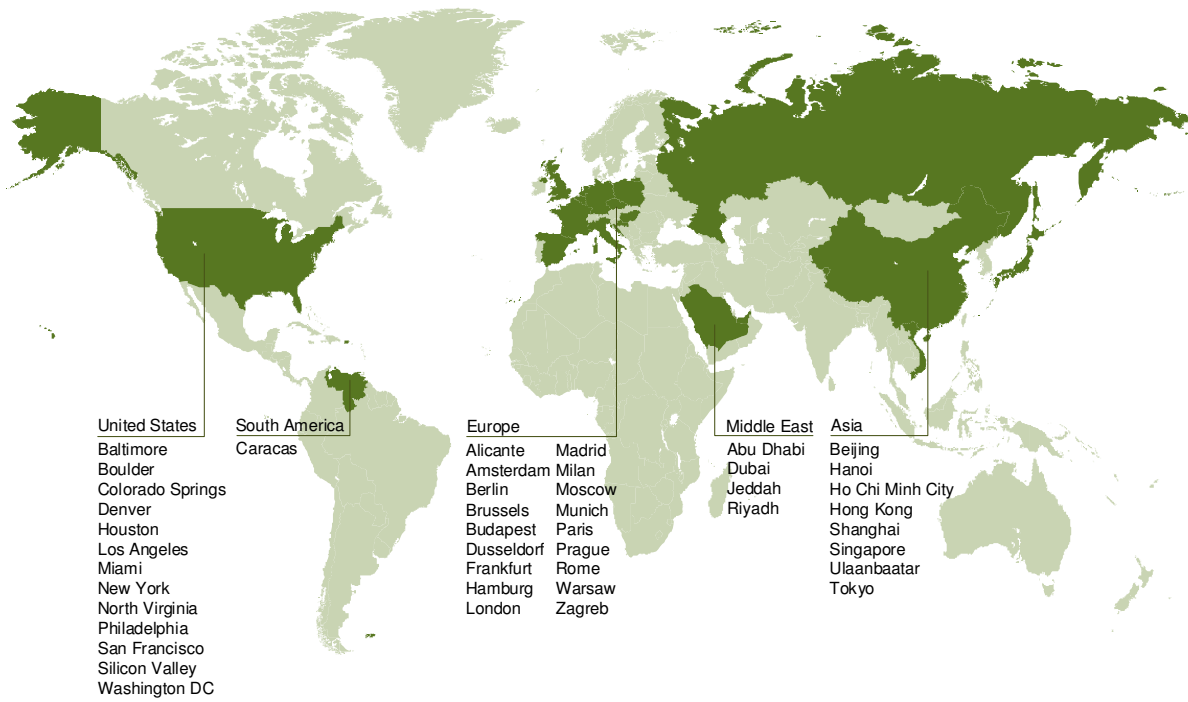 United States
Baltimore
Boulder
Colorado Springs
Denver
Houston
Los Angeles
Miami
New York
North Virginia
Philadelphia
San Francisco
Silicon Valley
Washington DC
South America
Caracas
Europe
Alicante
Amsterdam
Berlin
Brussels
Budapest
Dusseldorf
Frankfurt
Hamburg
London
Madrid
Milan
Moscow
Munich
Paris
Prague
Rome
Warsaw
Zagreb
Middle East
Abu Dhabi
Dubai
Jeddah
Riyadh
Asia
Beijing
Hanoi
Ho Chi Minh City
Hong Kong
Shanghai
Singapore
Ulaanbaatar
Tokyo